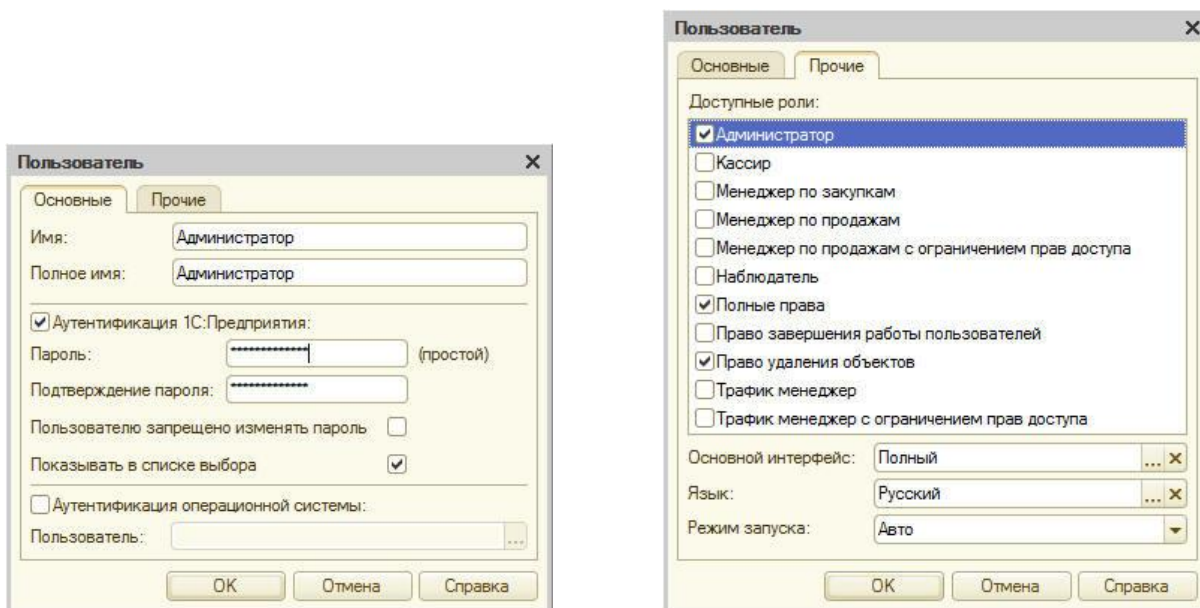 Пользователь
Основные Прочие
Имя: Администратор
Полное имя: Администратор
Аутентификация 1С:Предприятия:
Пароль: ************* (простой)
Подтверждение пароля: *************
Пользователю запрещено изменять пароль
Показывать в списке выбора
Аутентификация операционной системы:
Пользователь: ...
OK Отмена Справка
Пользователь
Основные Прочие
Доступные роли:
Администратор
Кассир
Менеджер по закупкам
Менеджер по продажам
Менеджер по продажам с ограничением прав доступа
Наблюдатель
Полные права
Право завершения работы пользователей
Право удаления объектов
Трафик менеджер
Трафик менеджер с ограничением прав доступа
Основной интерфейс: Полный ...
Язык: Русский ...
Режим запуска: Авто
OK Отмена Справка